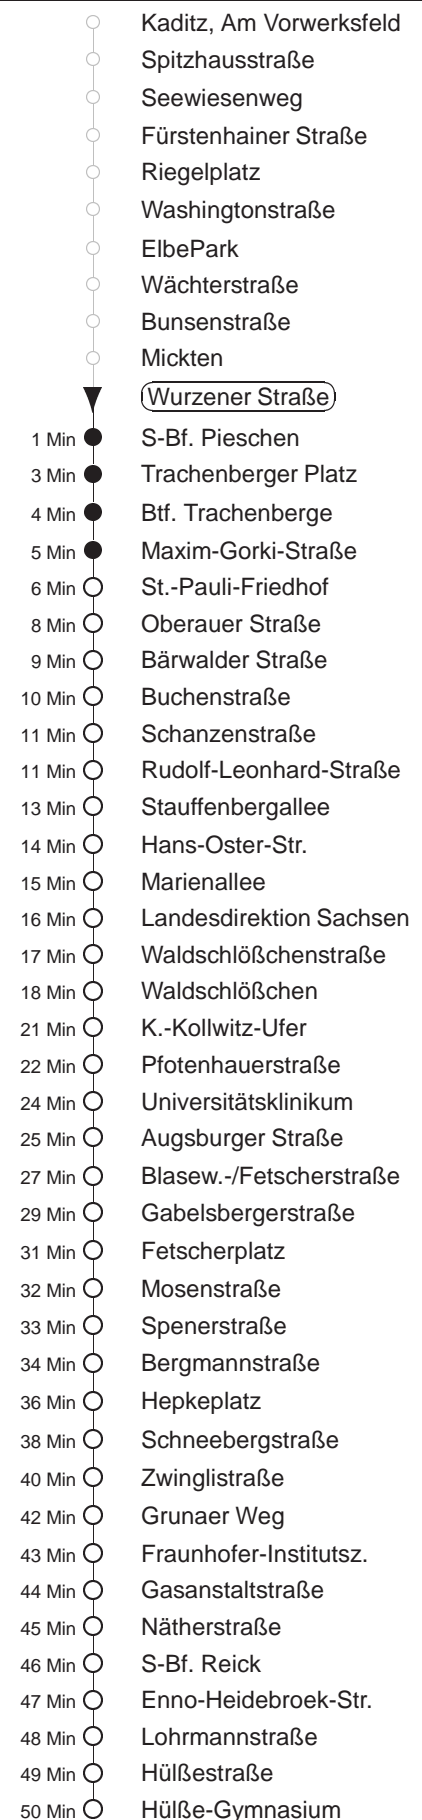 Kaditz, Am Vorwerksfeld
Spitzhausstraße
Seewiesenweg
Fürstenhainer Straße
Riegelplatz
Washingtonstraße
ElbePark
Wächterstraße
Bunsenstraße
Mickten
Wurzener Straße
1 Min S-Bf. Pieschen
3 Min Trachenberger Platz
4 Min Btf. Trachenberge
5 Min Maxim-Gorki-Straße
6 Min St.-Pauli-Friedhof
8 Min Oberauer Straße
9 Min Bärwalder Straße
10 Min Buchenstraße
11 Min Schanzenstraße
11 Min Rudolf-Leonhard-Straße
13 Min Stauffenbergallee
14 Min Hans-Oster-Str.
15 Min Marienallee
16 Min Landesdirektion Sachsen
17 Min Waldschlößchenstraße
18 Min Waldschlößchen
21 Min K.-Kollwitz-Ufer
22 Min Pfotenhauerstraße
24 Min Universitätsklinikum
25 Min Augsburger Straße
27 Min Blasew.-/Fetscherstraße
29 Min Gabelsbergerstraße
31 Min Fetscherplatz
32 Min Mosenstraße
33 Min Spenerstraße
34 Min Bergmannstraße
36 Min Hepkeplatz
38 Min Schneebergstraße
40 Min Zwinglistraße
42 Min Grunaer Weg
43 Min Fraunhofer-Institutsz.
44 Min Gasanstaltstraße
45 Min Nätherstraße
46 Min S-Bf. Reick
47 Min Enno-Heidebroek-Str.
48 Min Lohrmannstraße
49 Min Hülßestraße
50 Min Hülße-Gymnasium